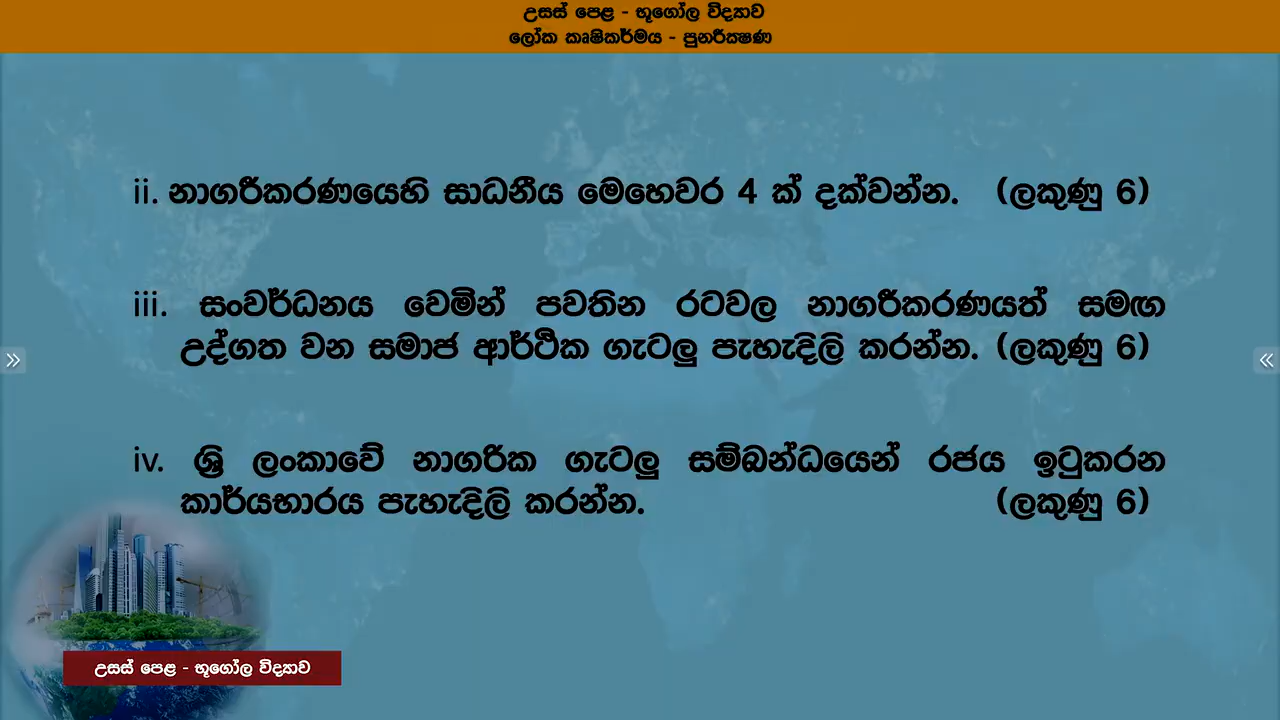 උසස් පෙළ - භූගෝල විද්‍යාව
ලෝක කෘෂිකර්මය - පුනරීක්‍ෂණ
ii. නාගරීකරණයෙහි සාධනීය මෙහෙවර 4 ක් දක්වන්න. (ලකුණු 6)
iii. සංවර්ධනය වෙමින් පවතින රටවල නාගරීකරණයත් සමඟ
උද්ගත වන සමාජ ආර්ථික ගැටලු පැහැදිලි කරන්න. (ලකුණු 6)
iv. ශ්‍රී ලංකාවේ නාගරික ගැටලු සම්බන්ධයෙන් රජය ඉටුකරන
කාර්යභාරය පැහැදිලි කරන්න. (ලකුණු 6)
උසස් පෙළ - භූගෝල විද්‍යාව